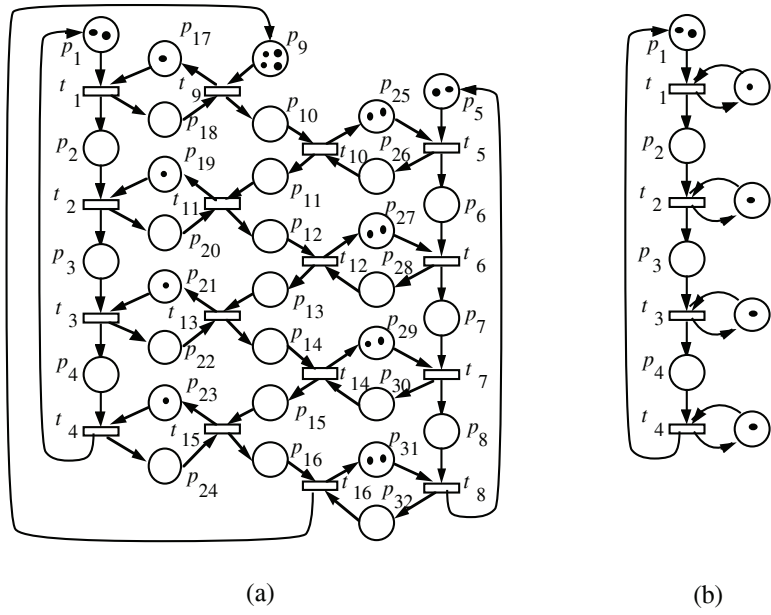 p1 p17 p9 p1
t1 t9 p25 p5 t1
p18 p10
p2 p19 t10 p26 t5 p2
t2 t11 p11 p27 p6 t2
p20 p12
p3 p21 t12 p28 t6 p3
t3 t13 p13 p29 p7 t3
p22 p14
p4 p23 t14 p30 t7 p4
t4 t15 p15 p31 p8 t4
p24 p16 t16 p32 t8
(a) (b)